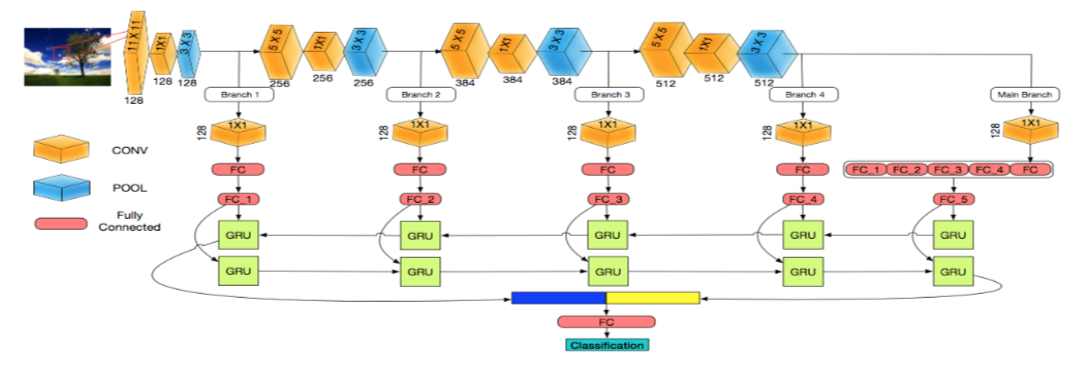 11 X 11
1X1
3 X 3
5 X 5
1X1
3 X 3
5 X 5
1X1
3 X 3
5 X 5
1X1
3 X 3
128
128
128
256
256
256
384
384
384
512
512
512
Branch 1
Branch 2
Branch 3
Branch 4
Main Branch
128
1X1
128
1X1
128
1X1
128
1X1
128
1X1
CONV
POOL
Fully
Connected
FC
FC
FC
FC
FC_1
FC_2
FC_3
FC_4
FC
FC_1
FC_2
FC_3
FC_4
FC_5
GRU
GRU
GRU
GRU
GRU
GRU
GRU
GRU
GRU
GRU
FC
Classification